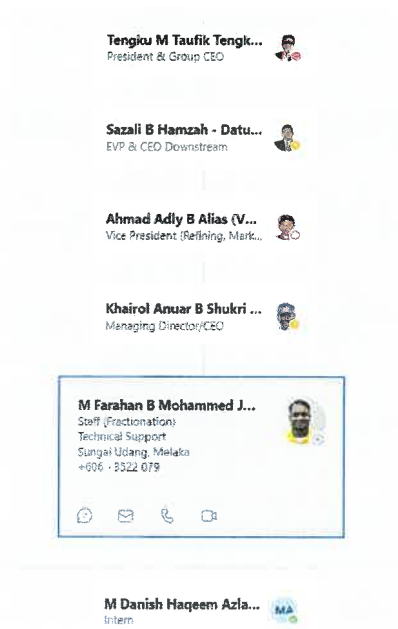 Tengku M Taufik Tengk...
President & Group CEO
Sazali B Hamzah - Datu...
EVP & CEO Downstream
Ahmad Adly B Alias (V...
Vice President (Refining, Mark...
Khairol Anuar B Shukri ...
Managing Director/CEO
M Farahan B Mohammed J...
Staff (Fractionation)
Technical Support
Sungai Udang, Melaka
+606 - 3522 079
M Danish Haqeem Azla...
MA
Intern